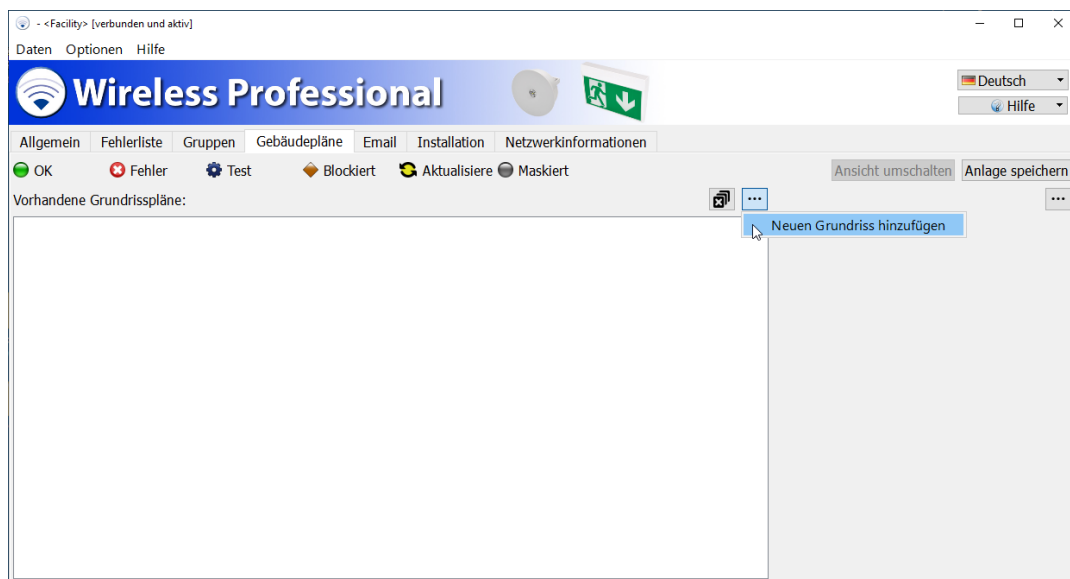 - <Facility> [verbunden und aktiv]
Daten Optionen Hilfe
Wireless Professional
Deutsch
Hilfe
Allgemein Fehlerliste Gruppen Gebäudepläne Email Installation Netzwerkinformationen
OK Fehler Test Blockiert Aktualisiere Maskiert Ansicht umschalten Anlage speichern
Vorhandene Grundrisspläne: ... ...
Neuen Grundriss hinzufügen